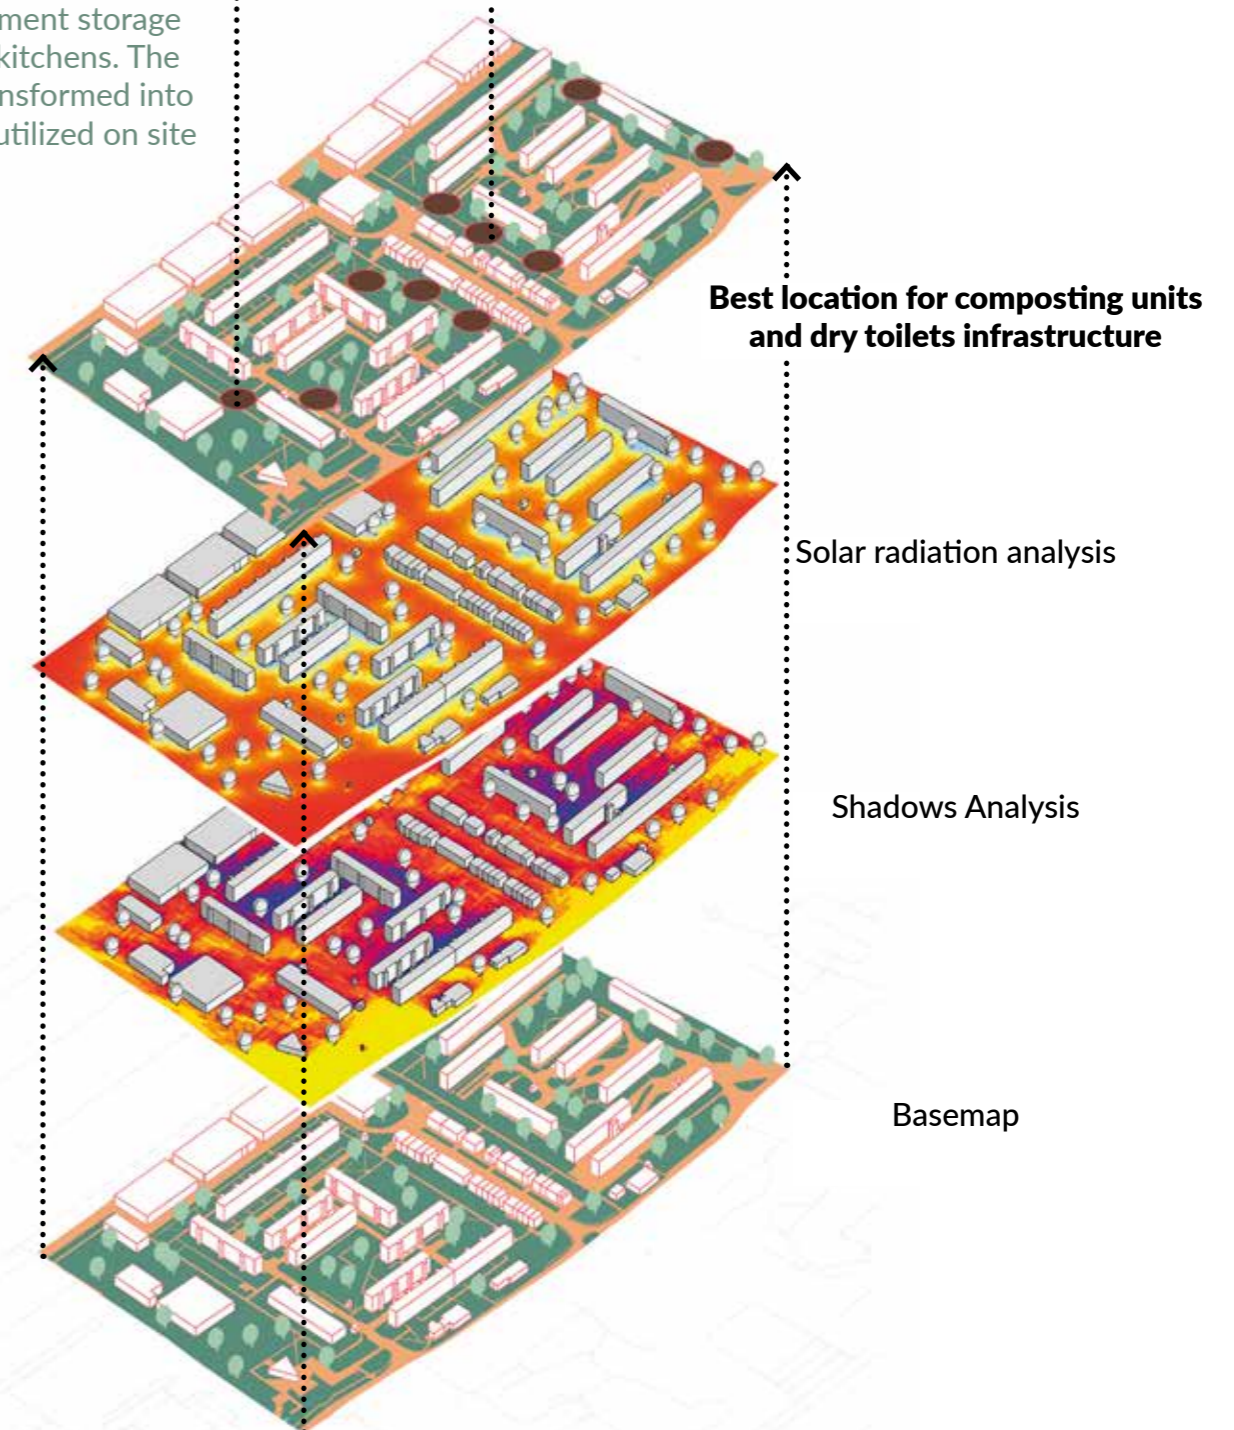 ment storage
kitchens. The
nsformed into
utilized on site
Best location for composting units
and dry toilets infrastructure
Solar radiation analysis
Shadows Analysis
Basemap